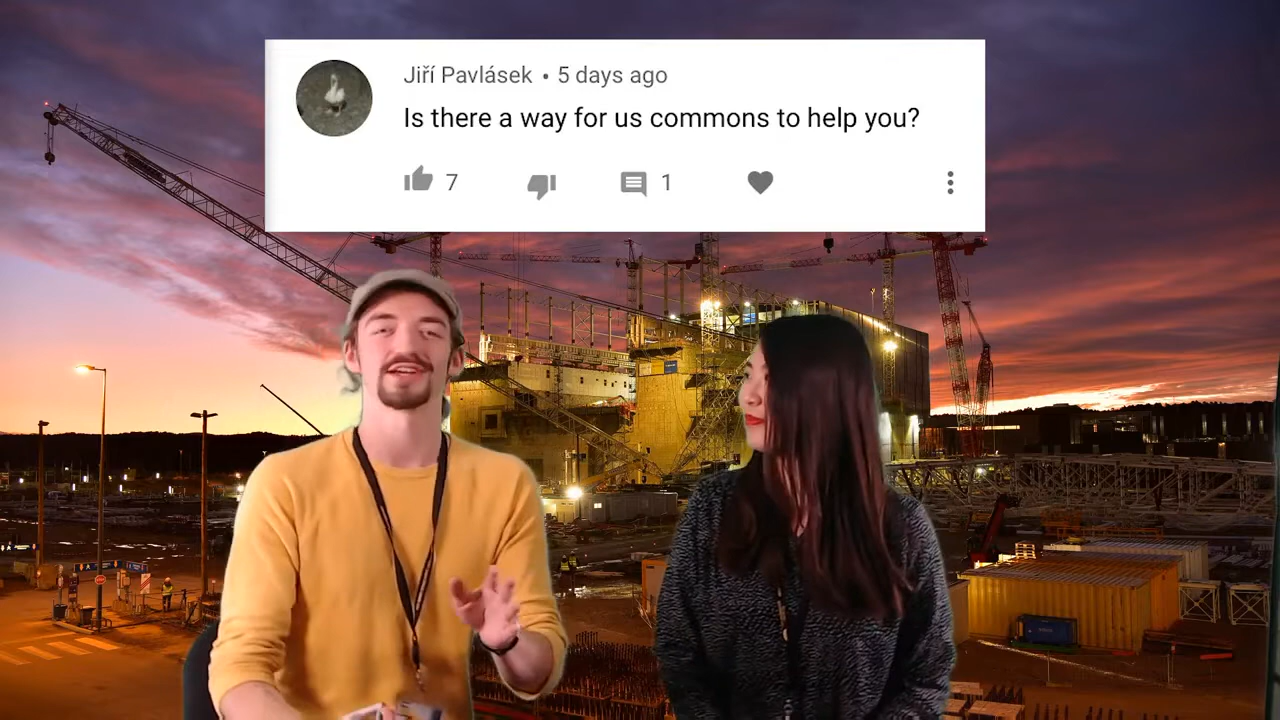 Jiří Pavlásek • 5 days ago
Is there a way for us commons to help you?
7
1